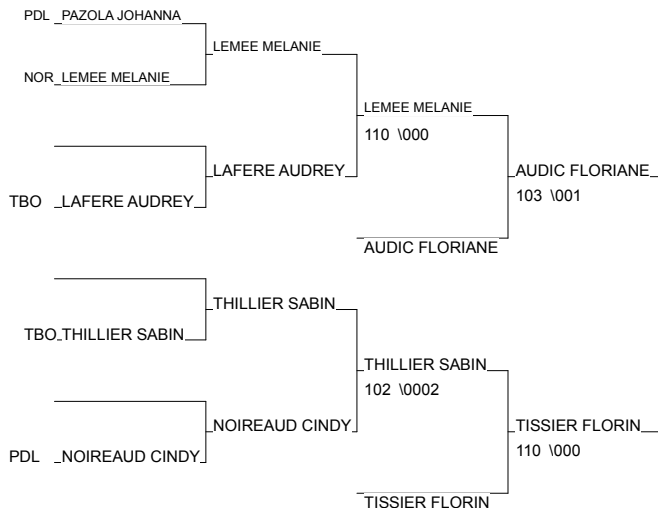 PDL PAZOLA JOHANNA
LEMEE MELANIE
NOR LEMEE MELANIE
LEMEE MELANIE
110 \000
LAFERE AUDREY
AUDIC FLORIANE
103 \001
TBO LAFERE AUDREY
AUDIC FLORIANE
THILLIER SABIN
TBO THILLIER SABIN
THILLIER SABIN
102 \0002
NOIREAUD CINDY
TISSIER FLORIN
110 \000
PDL NOIREAUD CINDY
TISSIER FLORIN